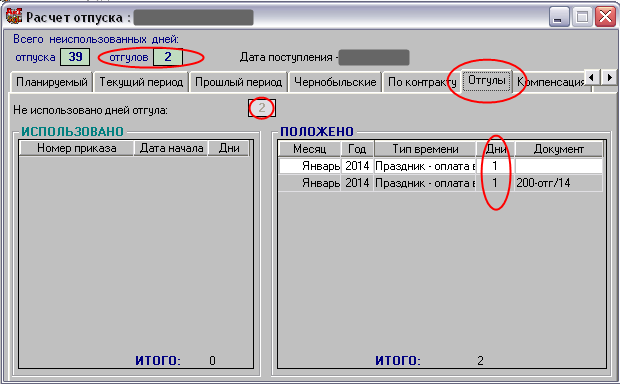 Расчет отпуска :
Всего неиспользованных дней:
отпуска 39 отгулов 2 Дата поступления -
Планируемый Текущий период Прошлый период Чернобыльские По контракту Отгулы Компенсация
Не использовано дней отгула: 2
ИСПОЛЬЗОВАНО
Номер приказа Дата начала Дни
ИТОГО: 0
ПОЛОЖЕНО
Месяц Год Тип времени Дни Документ
Январь 2014 Праздник - оплата в 1
Январь 2014 Праздник - оплата в 1 200-отг/14
ИТОГО: 2